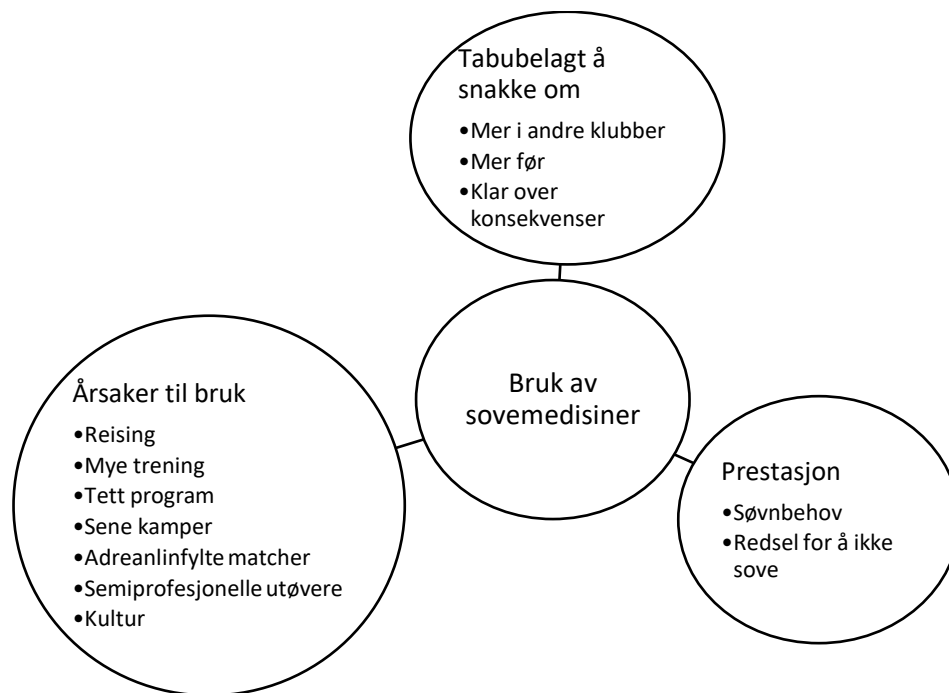 Tabubelagt å
snakke om
•Mer i andre klubber
•Mer før
•Klar over
konsekvenser
Bruk av
sovemedisiner
Årsaker til bruk
•Reising
•Mye trening
•Tett program
•Sene kamper
•Adreanlinfylte matcher
•Semiprofesjonelle utøvere
•Kultur
Prestasjon
•Søvnbehov
•Redsel for å ikke
sove